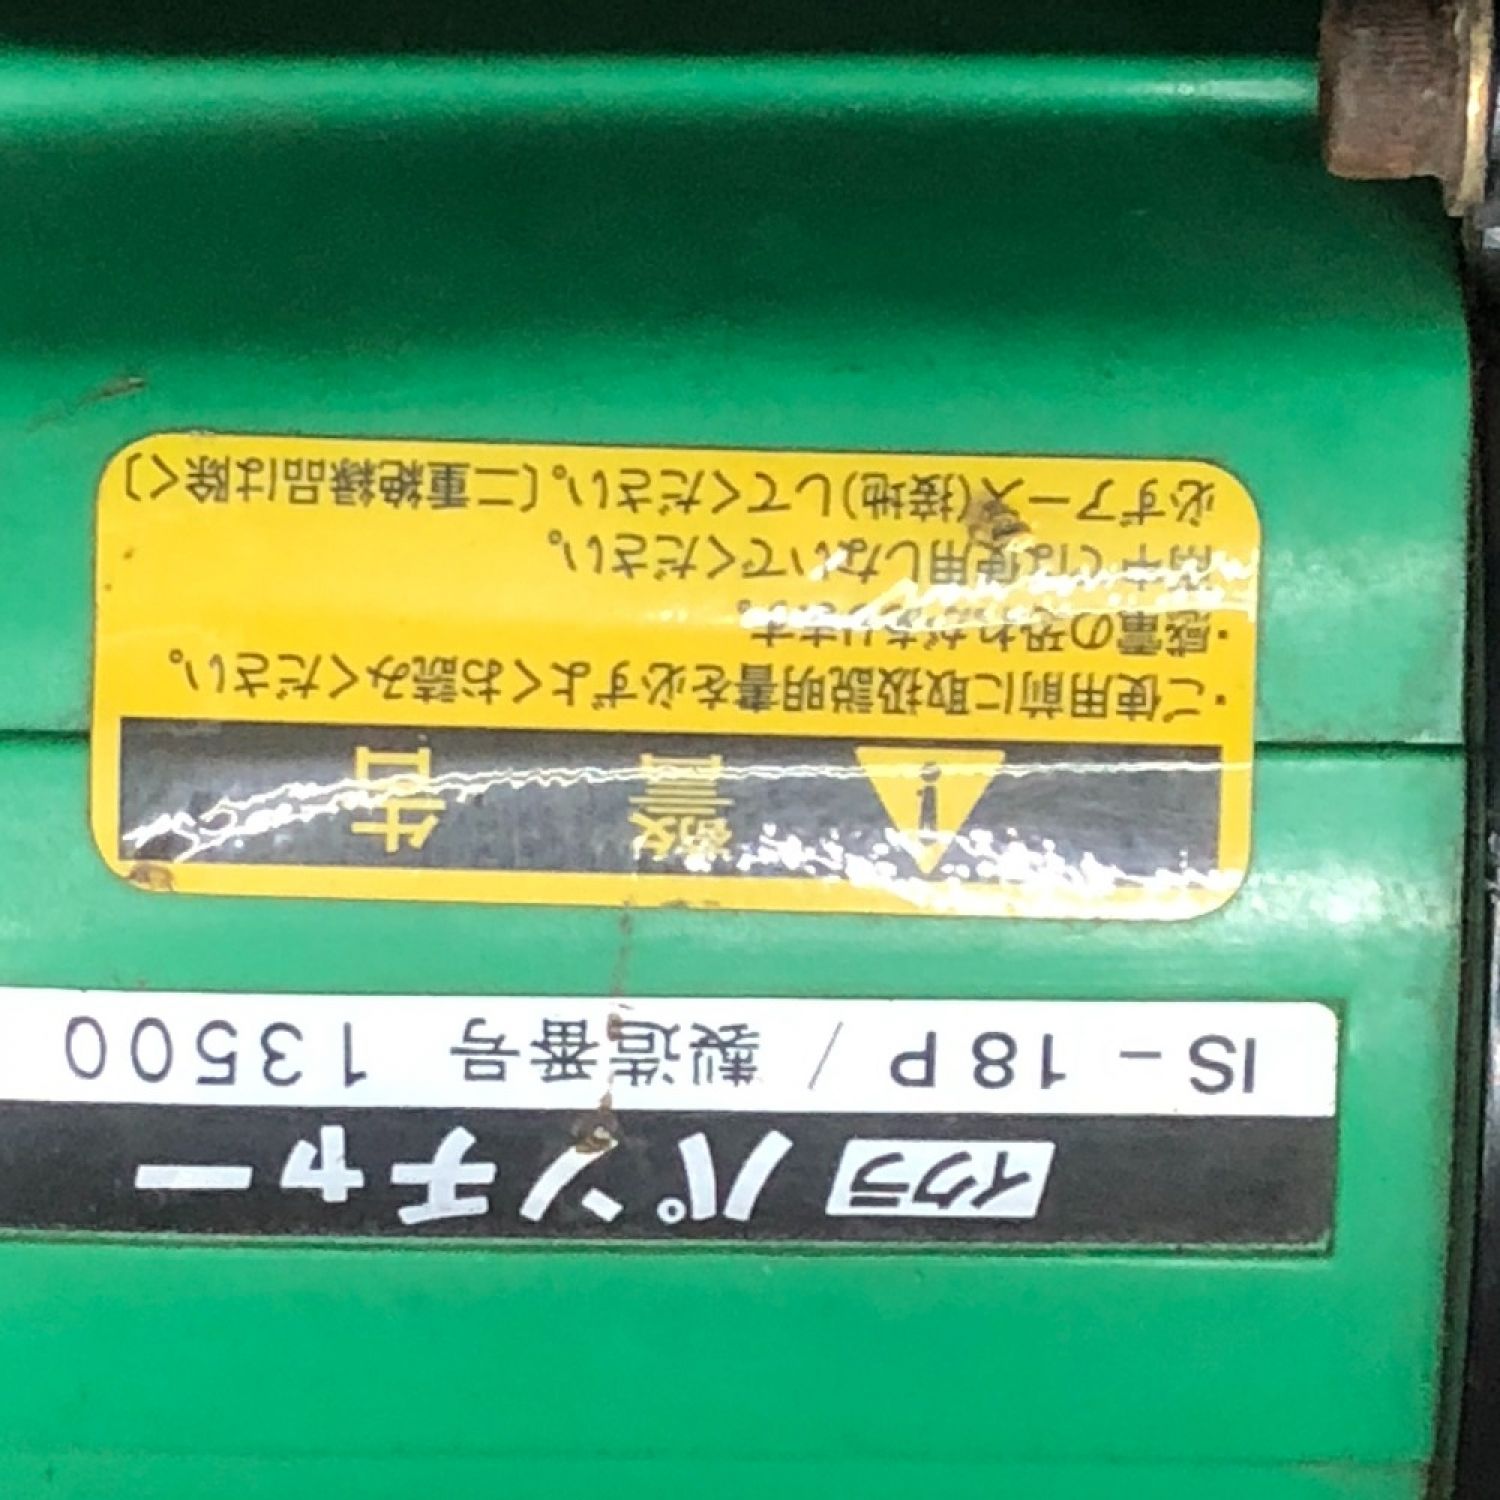 イクラ パンチャー
IS-18P / 製造番号 13500
警告
・ご使用前に取扱説明書を必ずよくお読みください。
・感電の恐れがあります。
雨中では使用しないでください。
必ずアース(接地)してください。〔二重絶縁品は除く〕